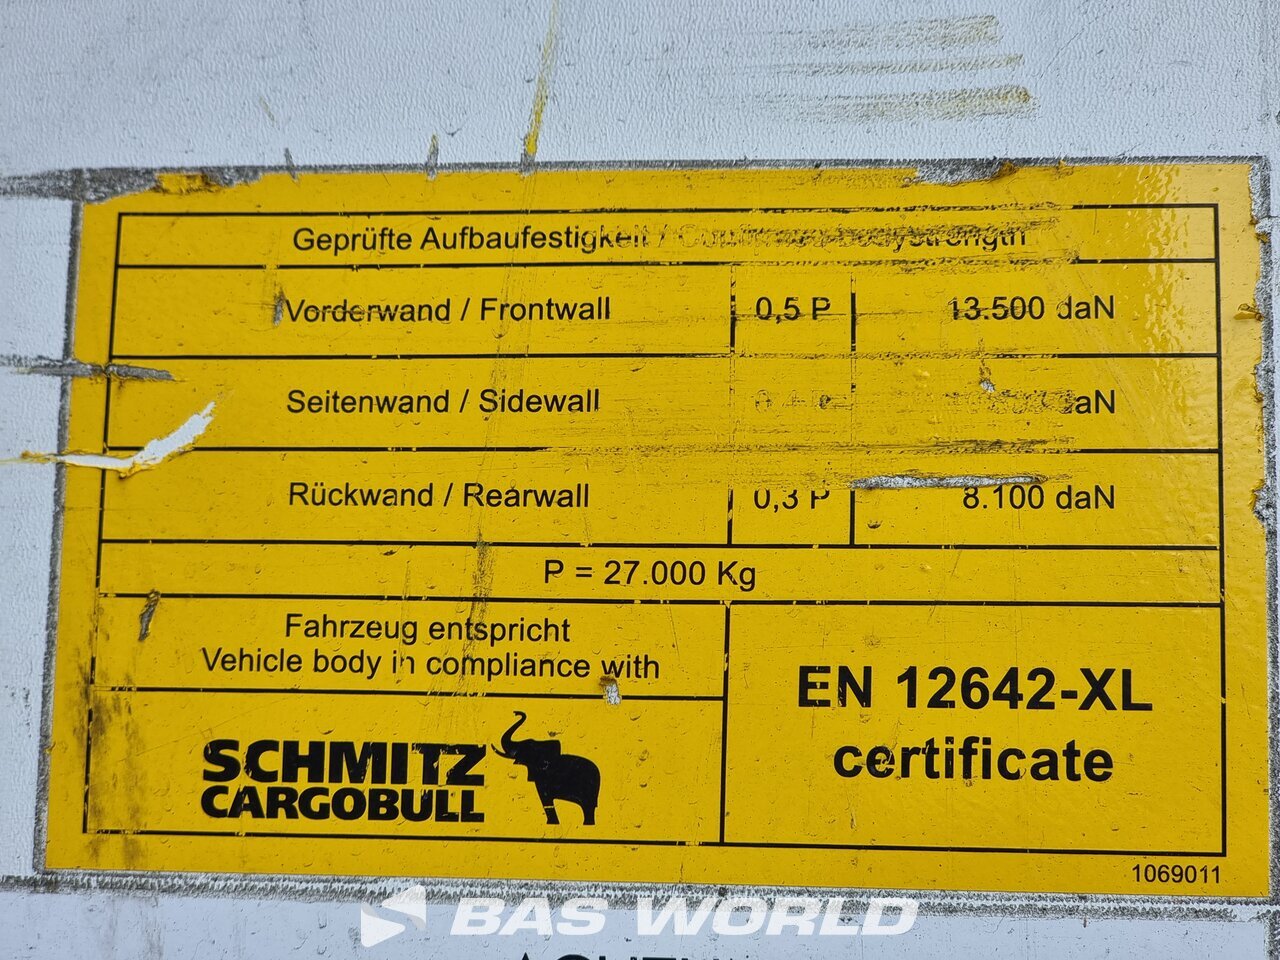 Geprüfte Aufbaufestigkeit / Bodystrength
Vorderwand / Frontwall 0,5 P 13.500 daN
Seitenwand / Sidewall P daN
Rückwand / Rearwall 0,3 P 8.100 daN
P = 27.000 Kg
Fahrzeug entspricht
Vehicle body in compliance with
EN 12642-XL
certificate
SCHMITZ
CARGOBULL
1069011
BAS WORLD